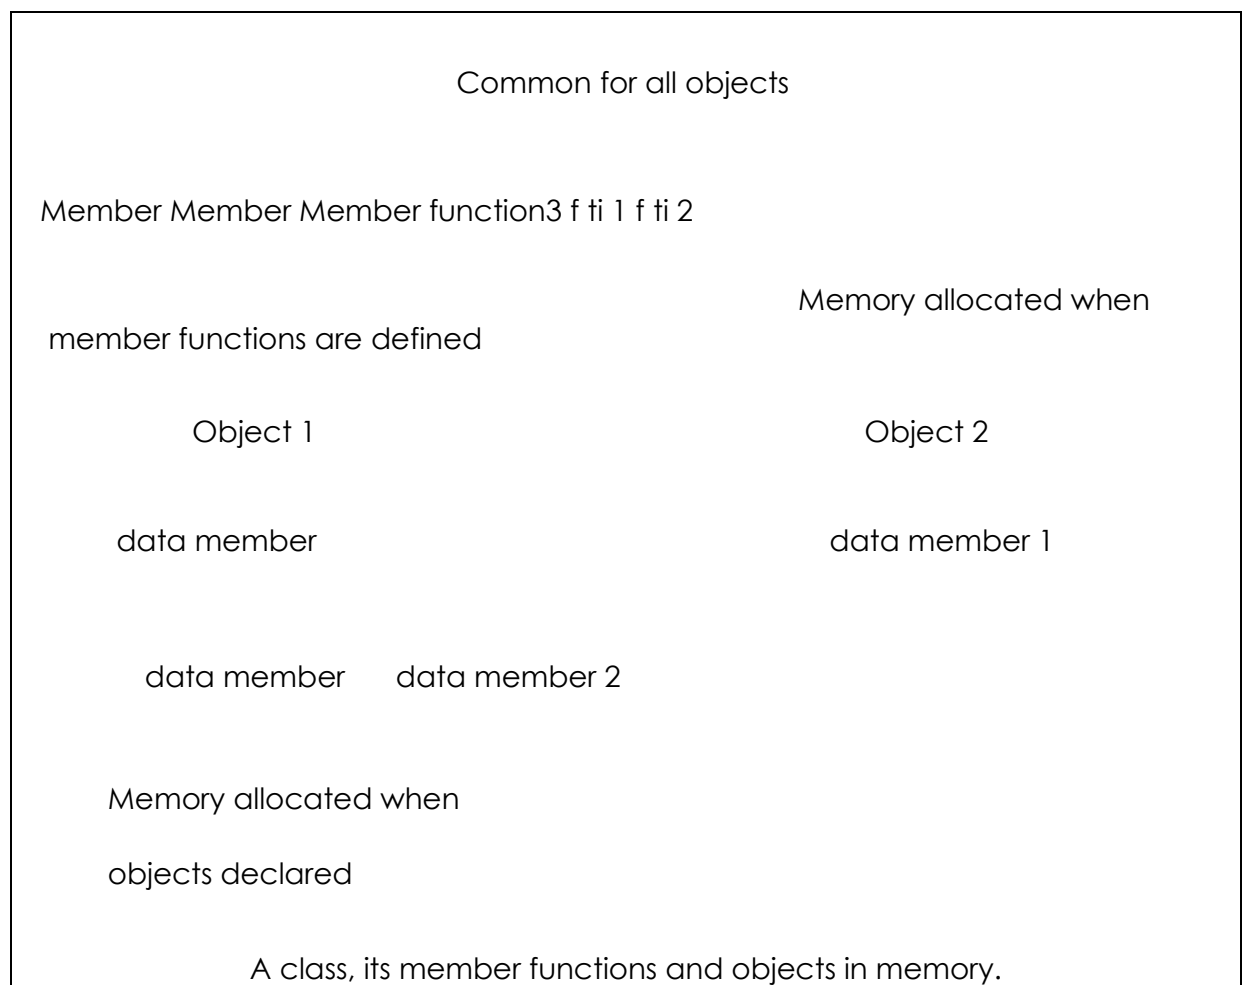 Common for all objects
Member Member Member function3 f ti 1 f ti 2
Memory allocated when
member functions are defined
Object 1 Object 2
data member data member 1
data member data member 2
Memory allocated when
objects declared
A class, its member functions and objects in memory.